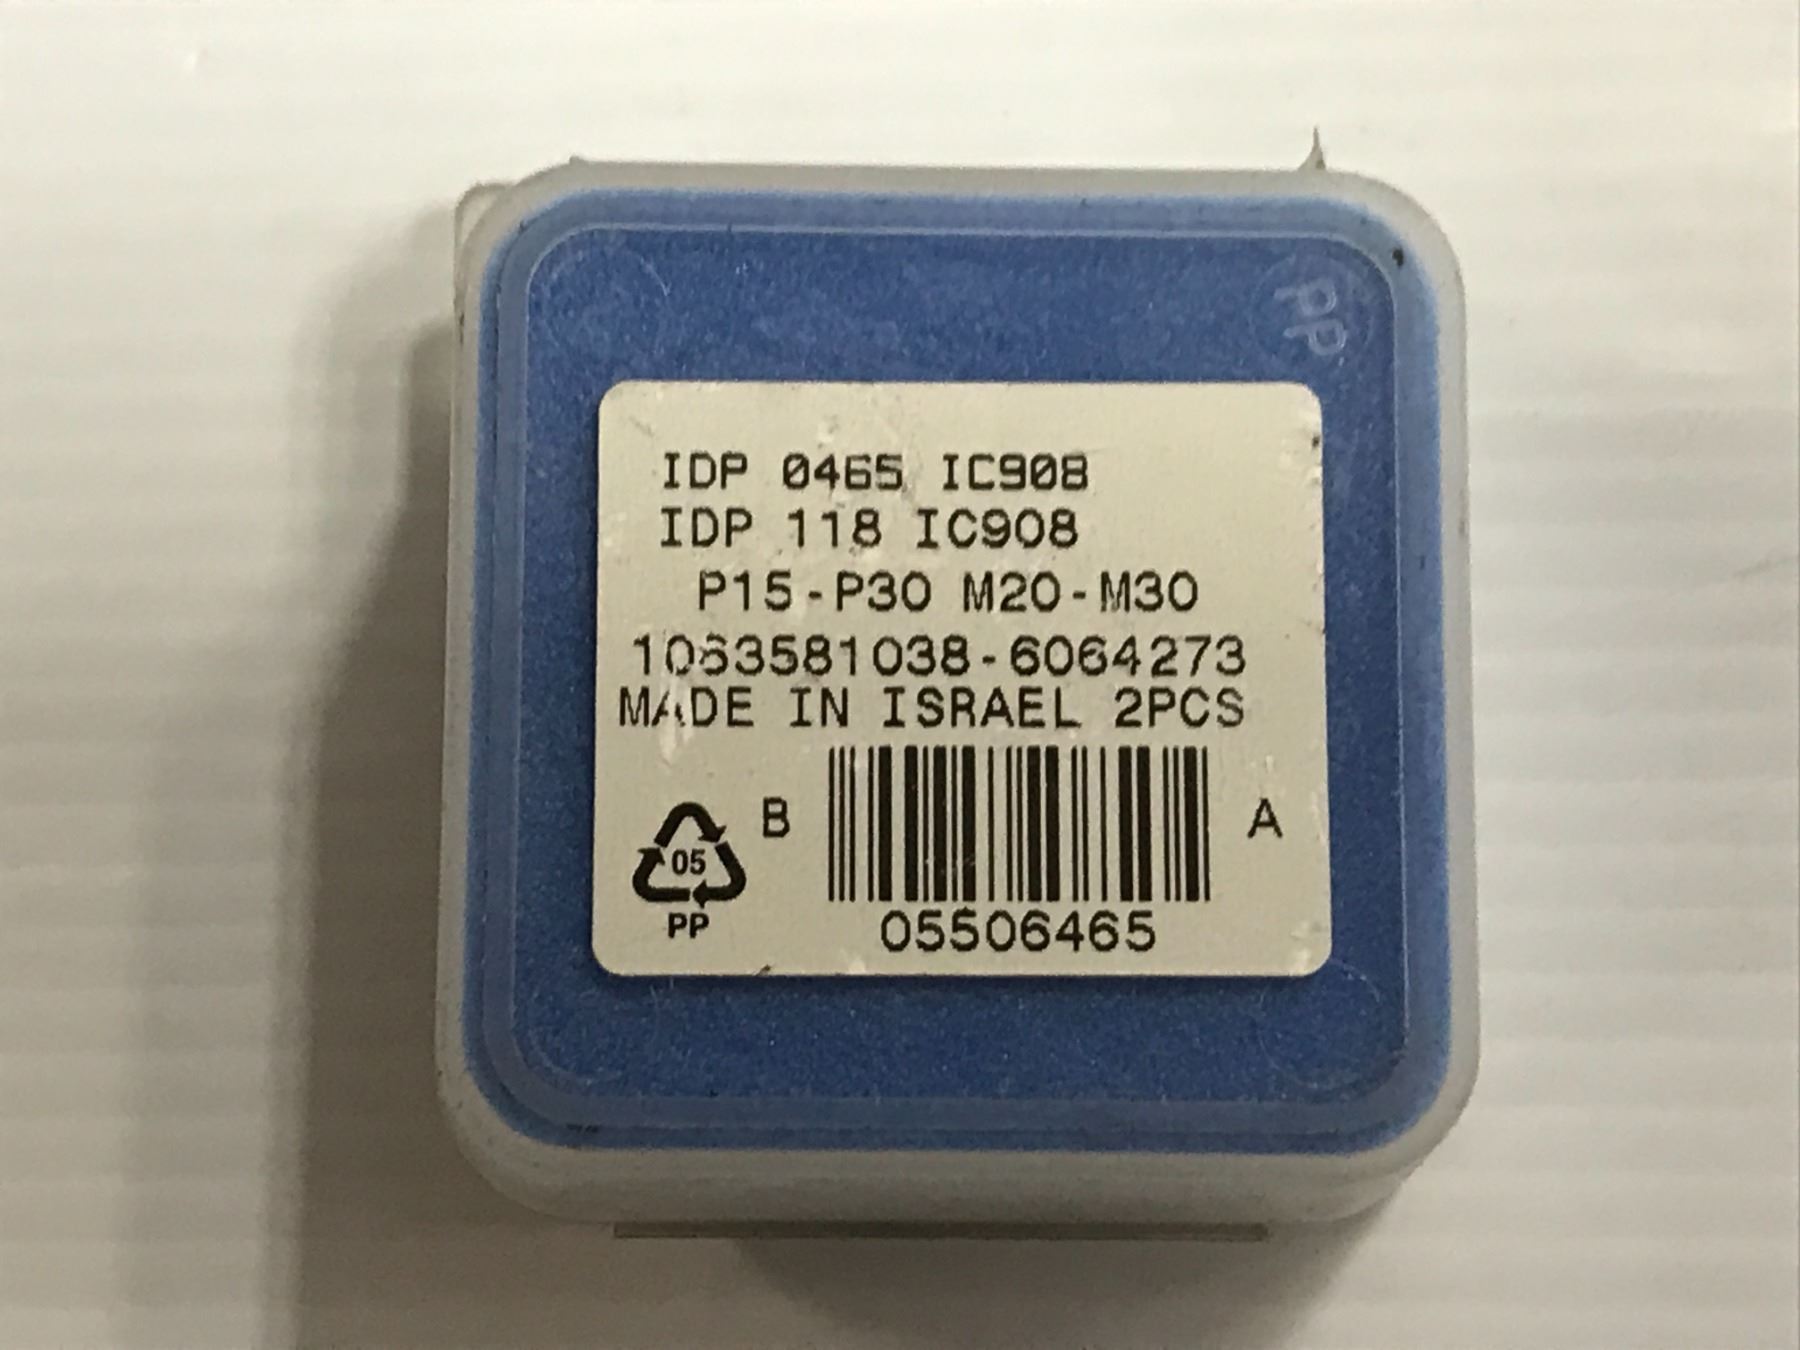 PP
IDP 0465 IC908
IDP 118 IC908
P15-P30 M20-M30
1063581038-6064273
MADE IN ISRAEL 2PCS
B A
05
PP
05506465